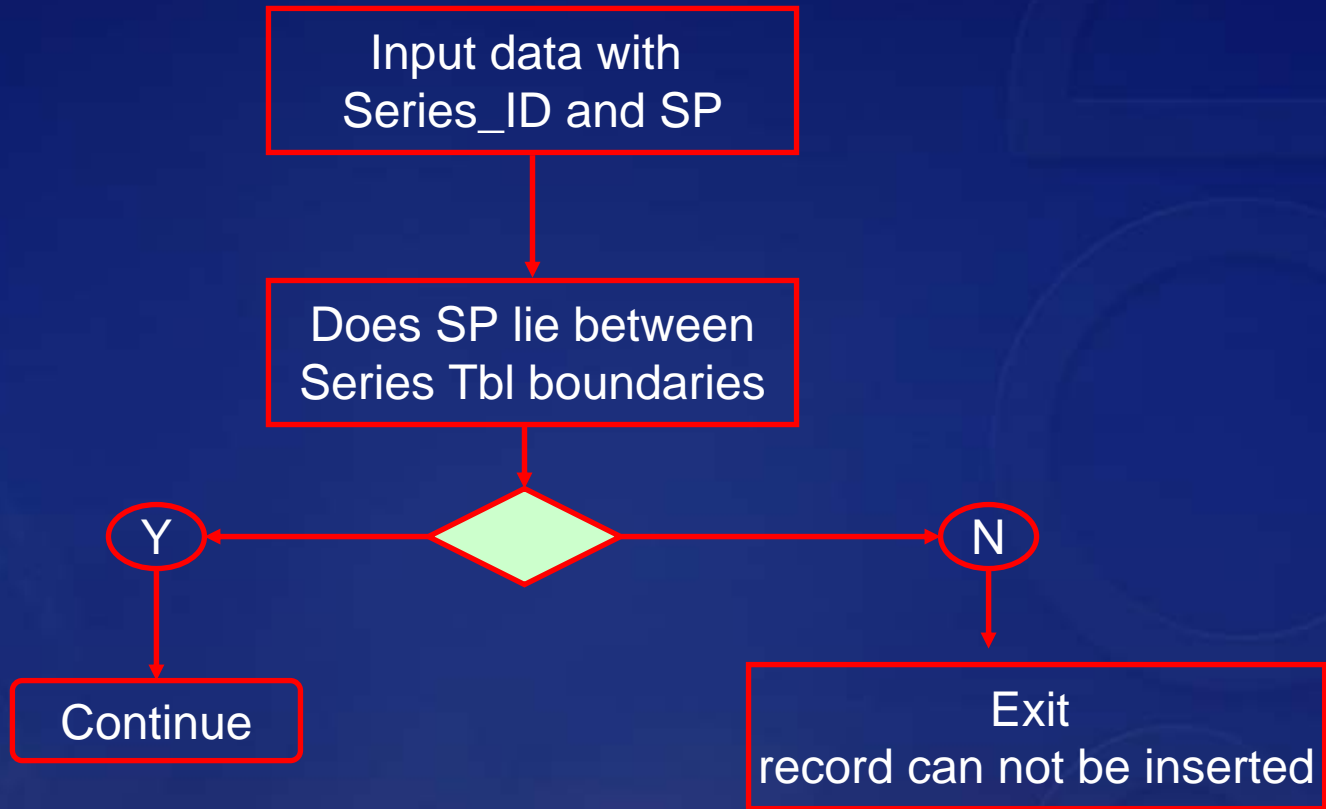 Input data with
Series_ID and SP
Does SP lie between
Series Tbl boundaries
Y
N
Continue
Exit
record can not be inserted